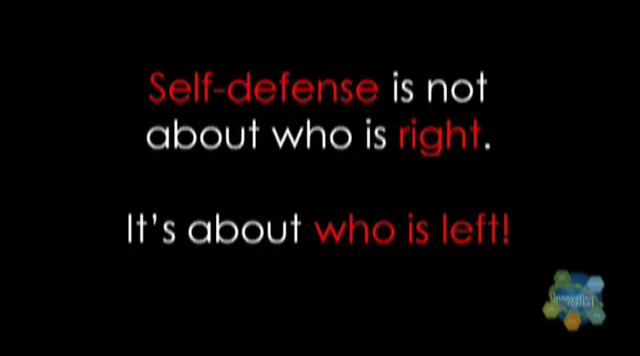 Self-defense is not
about who is right.
It's about who is left!